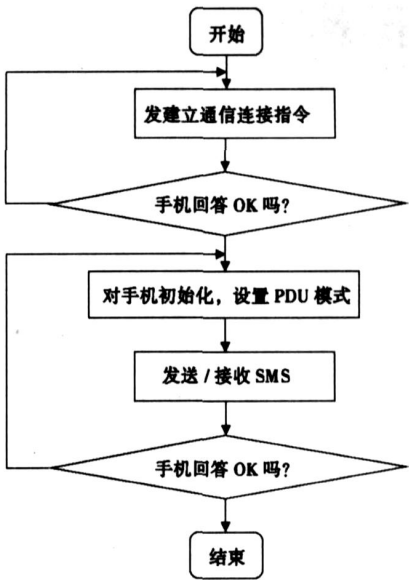 开始
发建立通信连接指令
手机回答 OK 吗?
对手机初始化，设置 PDU 模式
发送 / 接收 SMS
手机回答 OK 吗?
结束